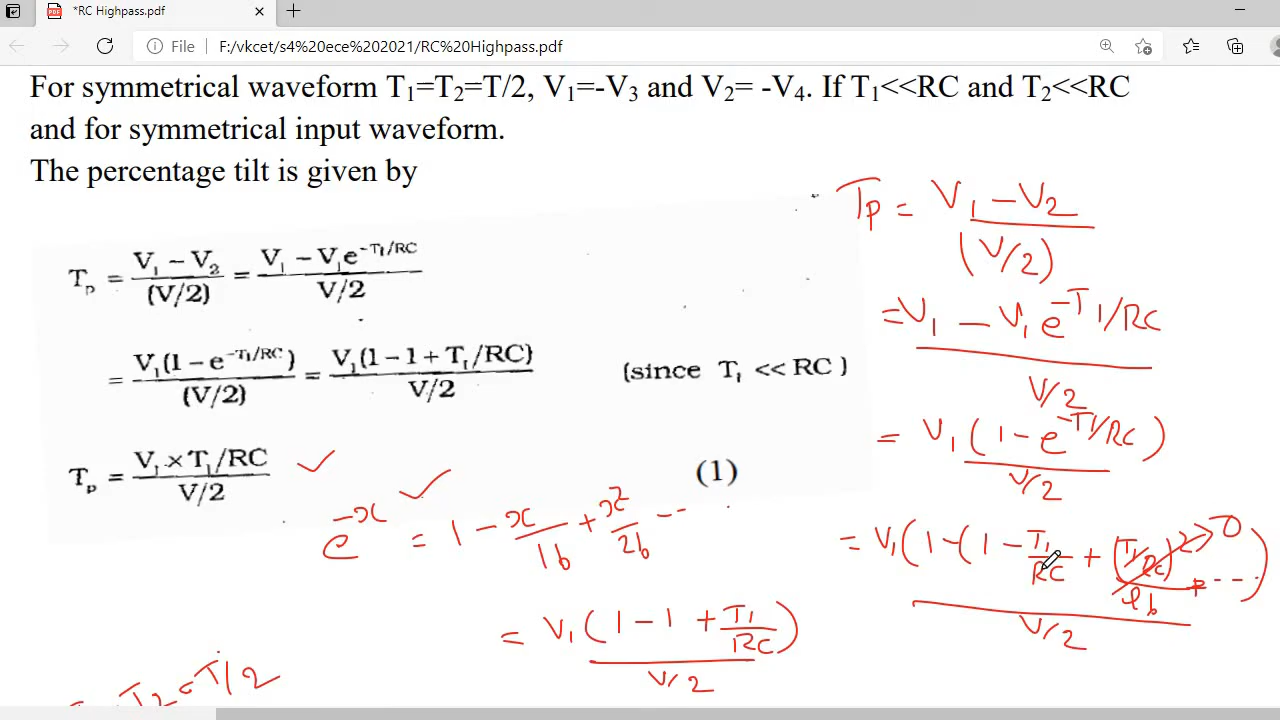 *RC Highpass.pdf
File F:/vkcet/s4%20ece%202021/RC%20Highpass.pdf
For symmetrical waveform T₁=T₂=T/2, V₁=-V₃ and V₂= -V₄. If T₁<<RC and T₂<<RC
and for symmetrical input waveform.
The percentage tilt is given by
Tp = V₁ − V₂ / (V/2) = V₁ − V₁e^−T₁/RC / V/2
= V₁(1 − e^−T₁/RC) / (V/2) = V₁(1 − 1 + T₁/RC) / V/2 (since T₁ << RC)
Tp = V₁ × T₁/RC / V/2 (1)
e^−x = 1 − x/1b + x²/2b − --
= V₁(1 − 1 + T1/RC) / V/2
T2 = T/2
Tp = V₁ − V₂ / (V/2)
= V₁ − V₁e^−T1/RC / V/2
= V₁(1 − e^−T1/RC) / V/2
= V₁(1 − (1 − T₁/RC + (T1/RC)²/2b → 0 + ---) / V/2